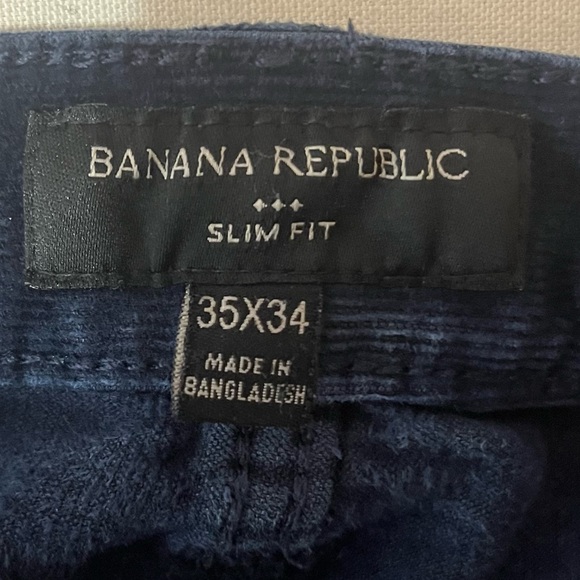 BANANA REPUBLIC
SLIM FIT
35X34
MADE IN
BANGLADESH